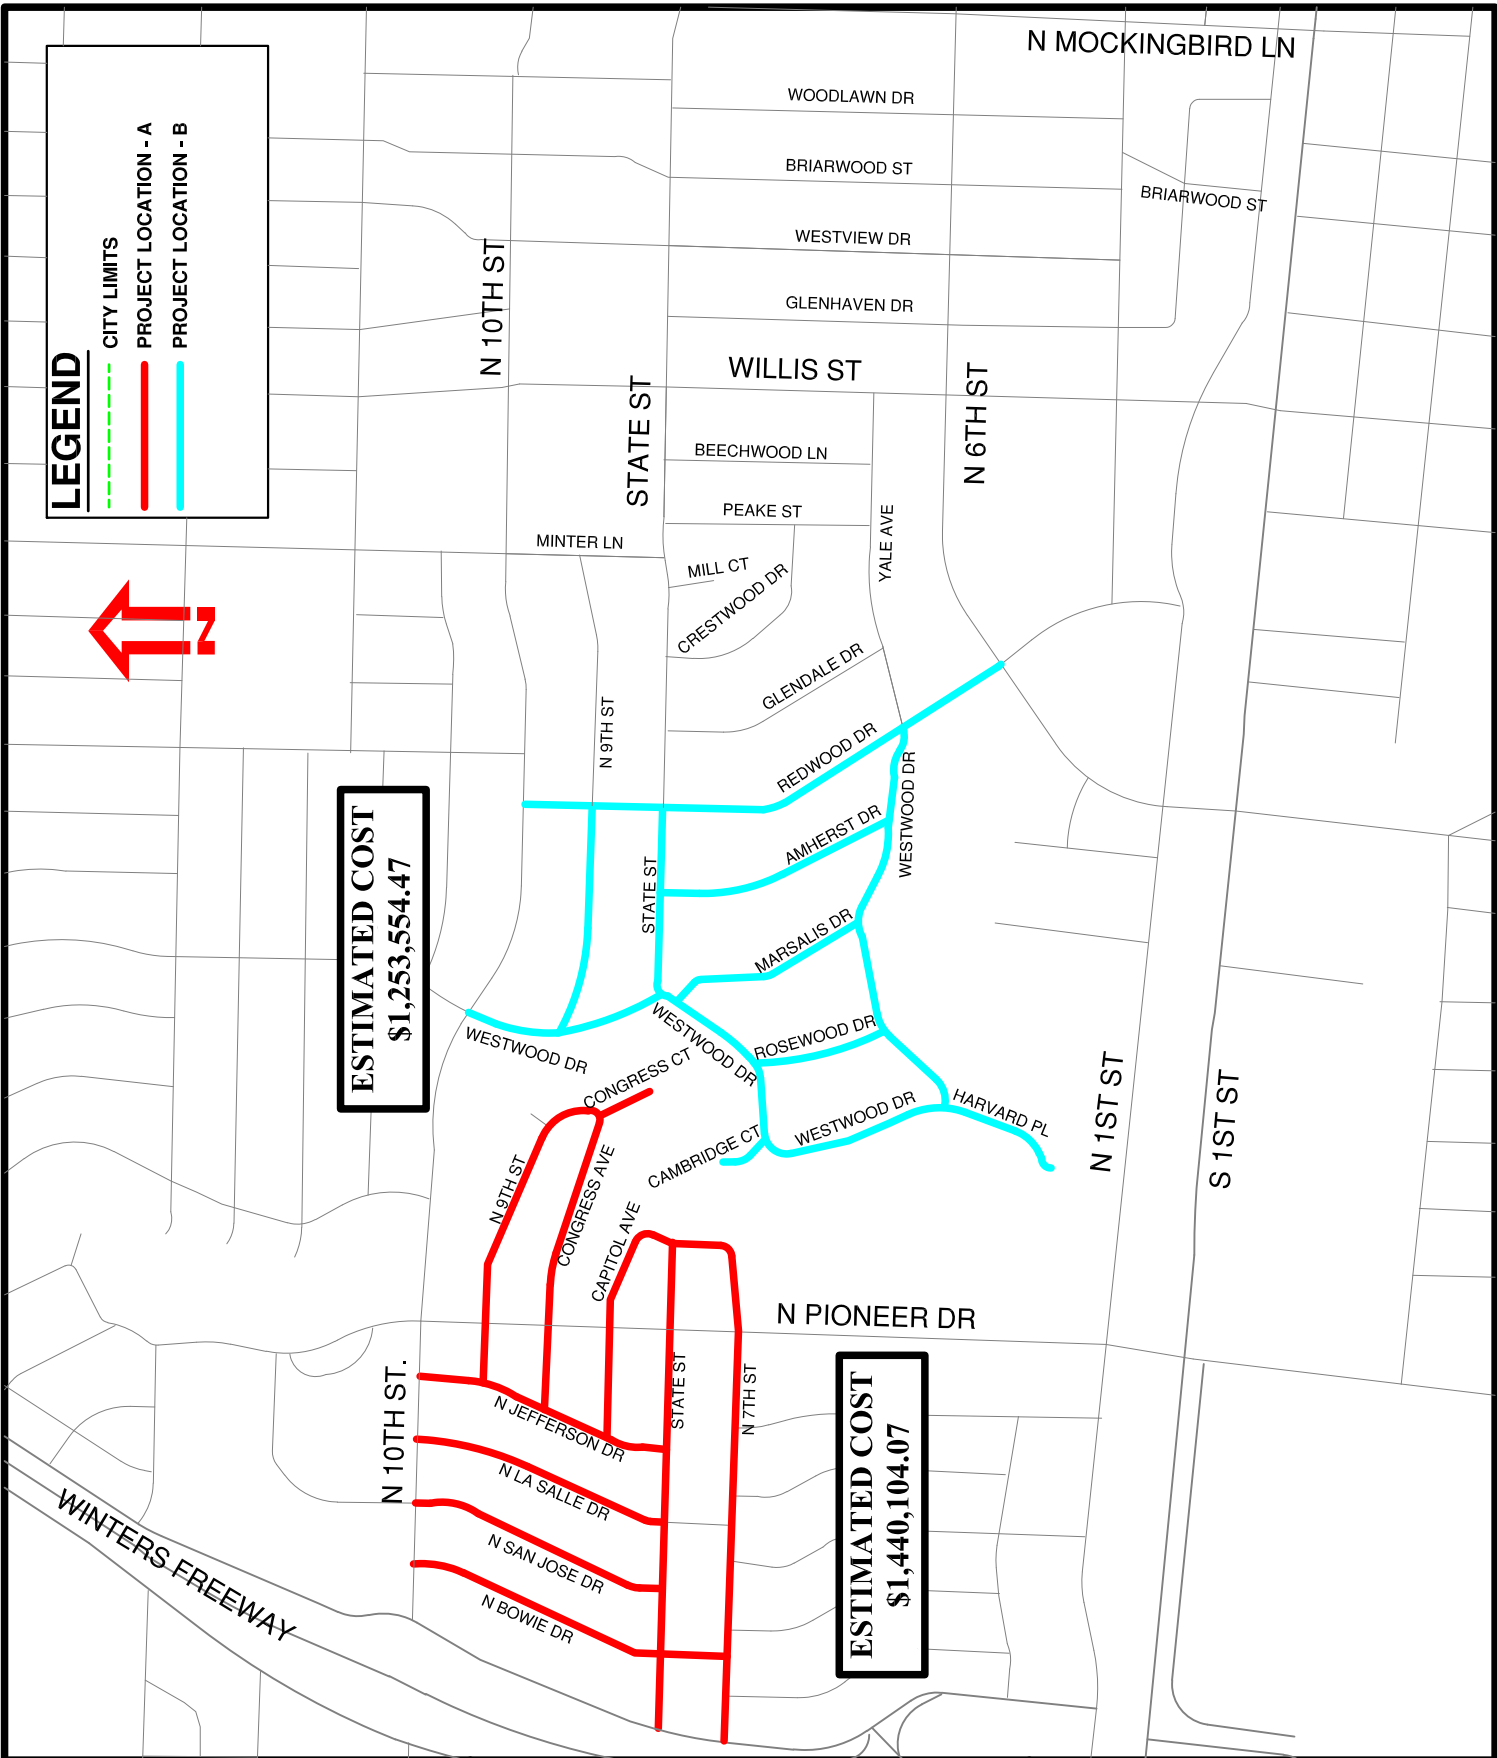 N MOCKINGBIRD LN
WOODLAWN DR
BRIARWOOD ST
BRIARWOOD ST
WESTVIEW DR
GLENHAVEN DR
LEGEND
CITY LIMITS
PROJECT LOCATION - A
PROJECT LOCATION - B
N 10TH ST
WILLIS ST
STATE ST
N 6TH ST
BEECHWOOD LN
PEAKE ST
YALE AVE
MINTER LN
MILL CT
CRESTWOOD DR
N
GLENDALE DR
N 9TH ST
REDWOOD DR
WESTWOOD DR
AMHERST DR
STATE ST
ESTIMATED COST
$1,253,554.47
MARSALIS DR
WESTWOOD DR
WESTWOOD DR
ROSEWOOD DR
CONGRESS CT
WESTWOOD DR
HARVARD PL
CAMBRIDGE CT
N 1ST ST
S 1ST ST
N 9TH ST
CONGRESS AVE
CAPITOL AVE
N PIONEER DR
N 10TH ST.
STATE ST
N 7TH ST
N JEFFERSON DR
ESTIMATED COST
$1,440,104.07
N LA SALLE DR
N SAN JOSE DR
N BOWIE DR
WINTERS FREEWAY